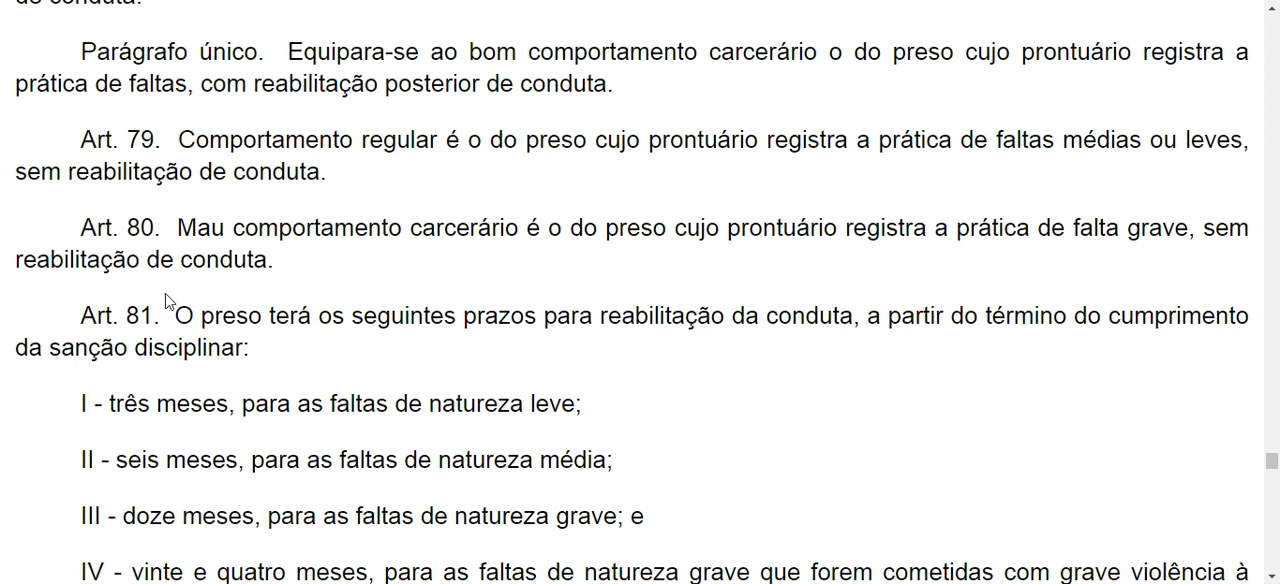 de conduta.
Parágrafo único.  Equipara-se ao bom comportamento carcerário o do preso cujo prontuário registra a
prática de faltas, com reabilitação posterior de conduta.
Art. 79.  Comportamento regular é o do preso cujo prontuário registra a prática de faltas médias ou leves,
sem reabilitação de conduta.
Art. 80.  Mau comportamento carcerário é o do preso cujo prontuário registra a prática de falta grave, sem
reabilitação de conduta.
Art. 81.  O preso terá os seguintes prazos para reabilitação da conduta, a partir do término do cumprimento
da sanção disciplinar:
I - três meses, para as faltas de natureza leve;
II - seis meses, para as faltas de natureza média;
III - doze meses, para as faltas de natureza grave; e
IV - vinte e quatro meses, para as faltas de natureza grave que forem cometidas com grave violência à